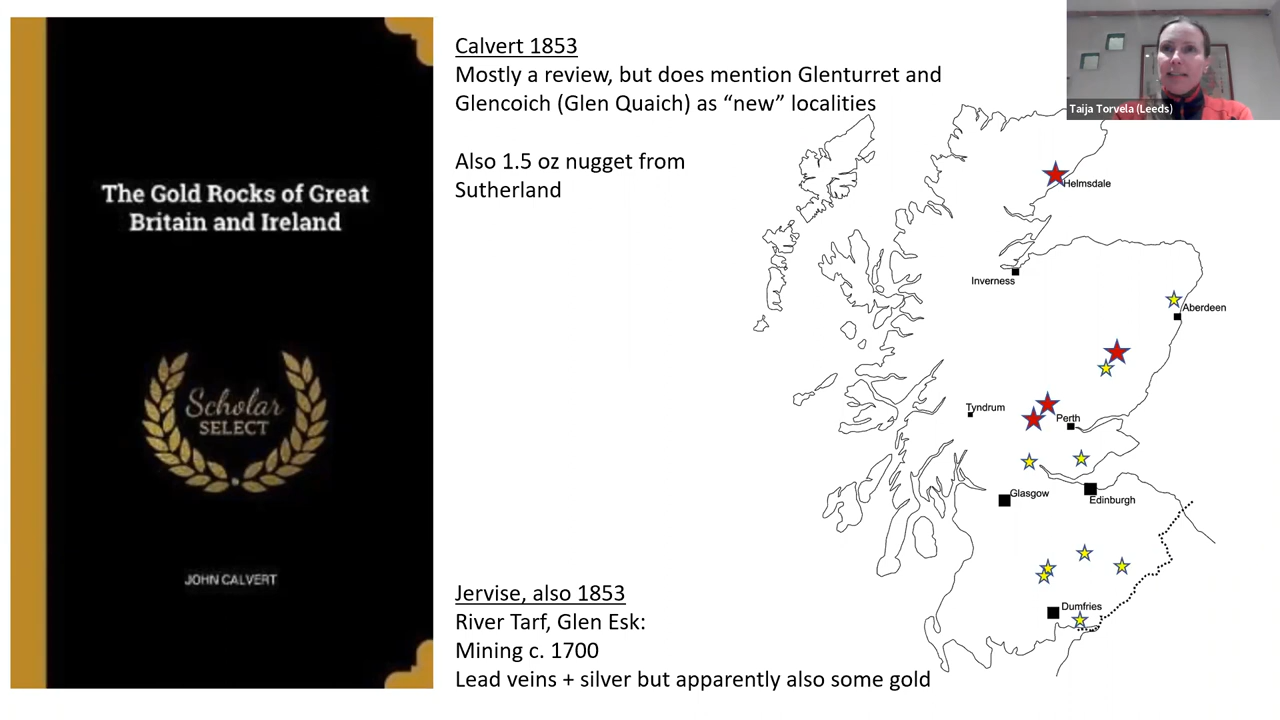 The Gold Rocks of Great
Britain and Ireland
Scholar
SELECT
JOHN CALVERT
Calvert 1853
Mostly a review, but does mention Glenturret and
Glencoich (Glen Quaich) as “new” localities
Also 1.5 oz nugget from
Sutherland
Jervise, also 1853
River Tarf, Glen Esk:
Mining c. 1700
Lead veins + silver but apparently also some gold
Taija Torvela (Leeds)
Helmsdale
Inverness
Aberdeen
Tyndrum
Perth
Glasgow
Edinburgh
Dumfries